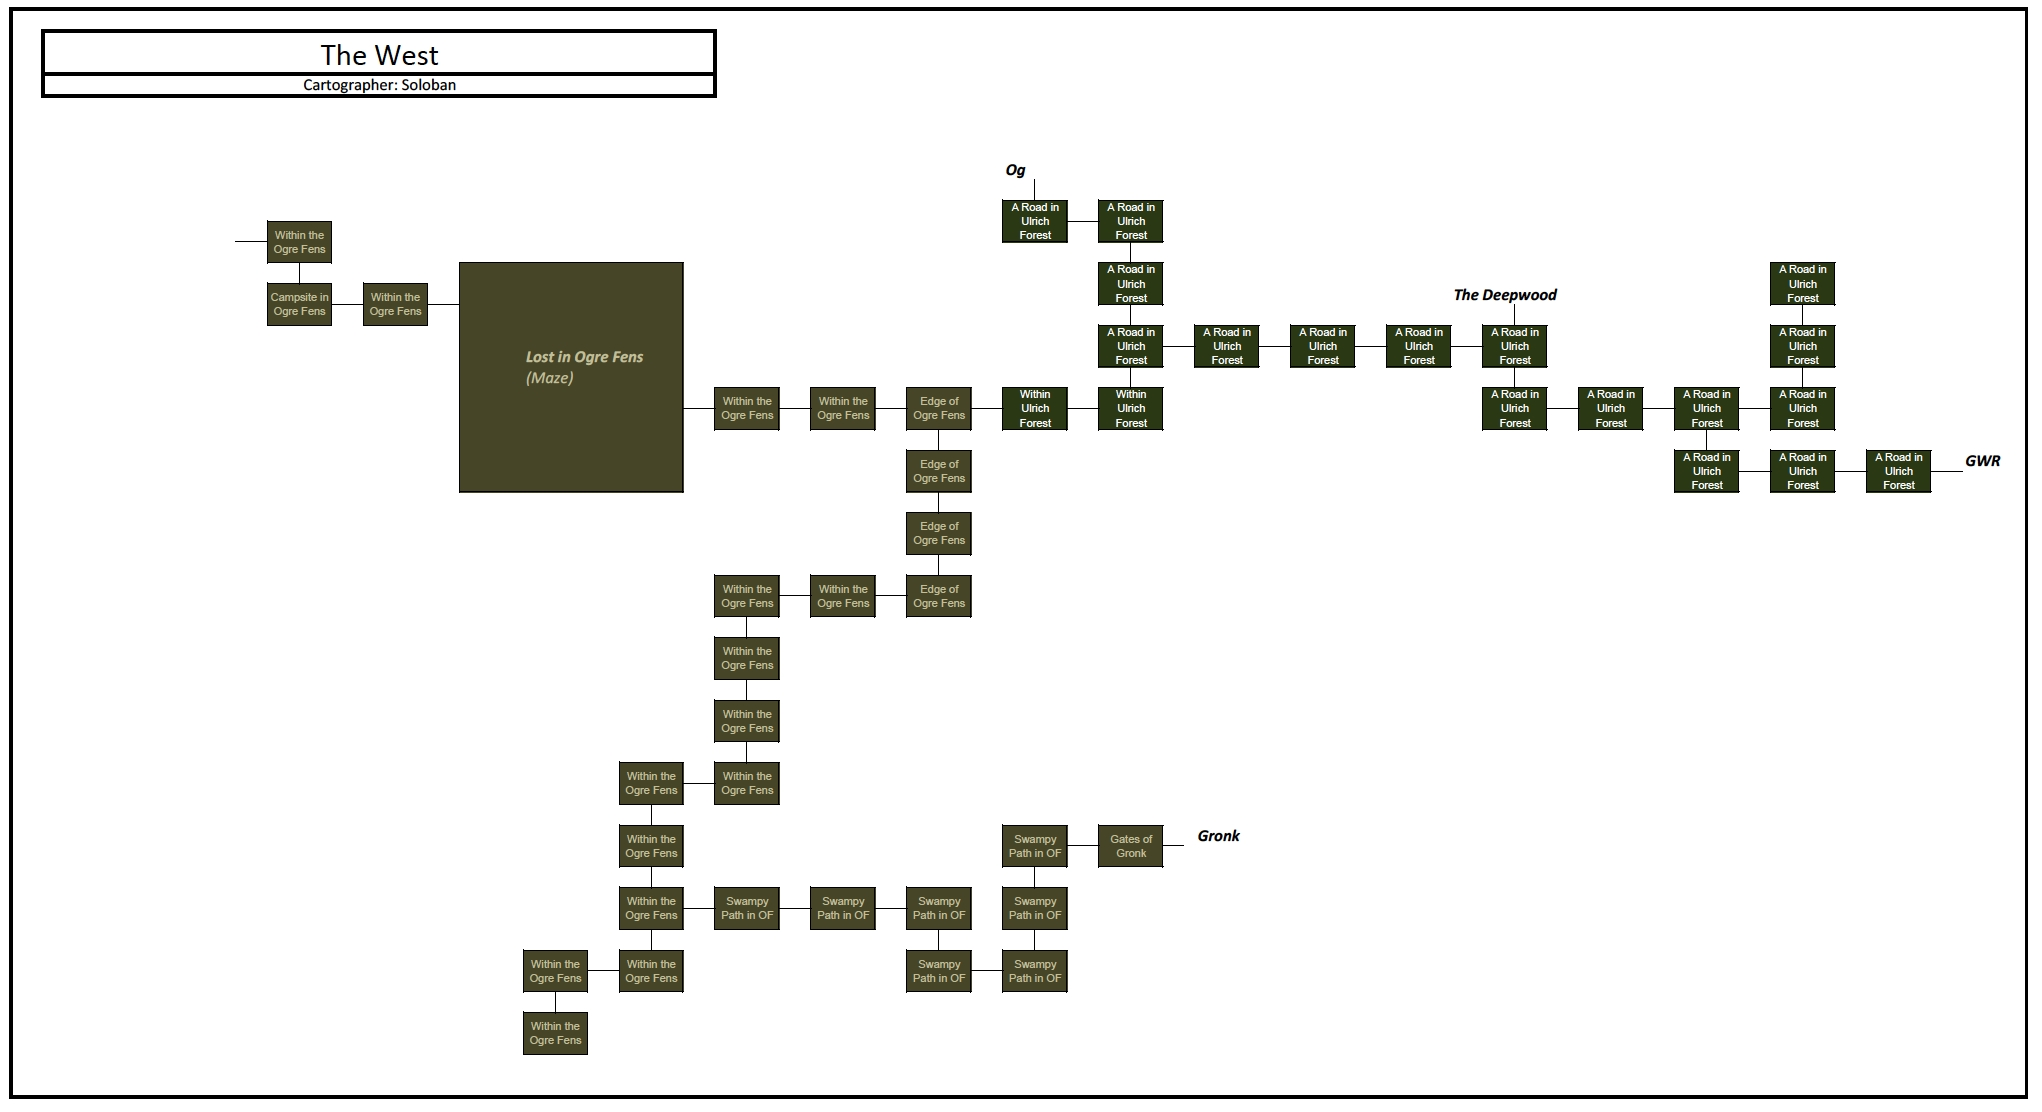 The West
Cartographer: Soloban
Og
A Road in
Ulrich
Forest
A Road in
Ulrich
Forest
Within the
Ogre Fens
Campsite in
Ogre Fens
Within the
Ogre Fens
Lost in Ogre Fens
(Maze)
A Road in
Ulrich
Forest
The Deepwood
A Road in
Ulrich
Forest
A Road in
Ulrich
Forest
A Road in
Ulrich
Forest
A Road in
Ulrich
Forest
A Road in
Ulrich
Forest
A Road in
Ulrich
Forest
A Road in
Ulrich
Forest
Within the
Ogre Fens
Within the
Ogre Fens
Edge of
Ogre Fens
Within
Ulrich
Forest
Within
Ulrich
Forest
A Road in
Ulrich
Forest
A Road in
Ulrich
Forest
A Road in
Ulrich
Forest
A Road in
Ulrich
Forest
Edge of
Ogre Fens
A Road in
Ulrich
Forest
A Road in
Ulrich
Forest
A Road in
Ulrich
Forest
GWR
Edge of
Ogre Fens
Within the
Ogre Fens
Within the
Ogre Fens
Edge of
Ogre Fens
Within the
Ogre Fens
Within the
Ogre Fens
Within the
Ogre Fens
Within the
Ogre Fens
Within the
Ogre Fens
Swampy
Path in OF
Gates of
Gronk
Gronk
Within the
Ogre Fens
Swampy
Path in OF
Swampy
Path in OF
Swampy
Path in OF
Swampy
Path in OF
Within the
Ogre Fens
Within the
Ogre Fens
Swampy
Path in OF
Swampy
Path in OF
Within the
Ogre Fens